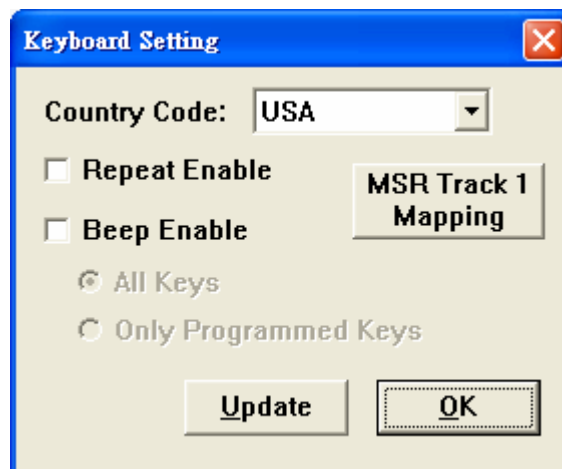 Keyboard Setting
Country Code: USA
Repeat Enable
MSR Track 1
Mapping
Beep Enable
All Keys
Only Programmed Keys
Update
OK